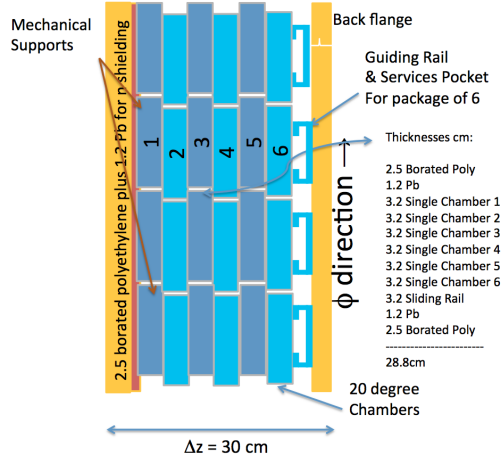 Mechanical
Supports
Back flange
Guiding Rail
& Services Pocket
For package of 6
2.5 borated polyethylene plus 1.2 Pb for n shielding
1
2
3
4
5
6
φ direction
Thicknesses cm:
2.5 Borated Poly
1.2 Pb
3.2 Single Chamber 1
3.2 Single Chamber 2
3.2 Single Chamber 3
3.2 Single Chamber 4
3.2 Single Chamber 5
3.2 Single Chamber 6
3.2 Sliding Rail
1.2 Pb
2.5 Borated Poly
------------------------
28.8cm
20 degree
Chambers
Δz = 30 cm